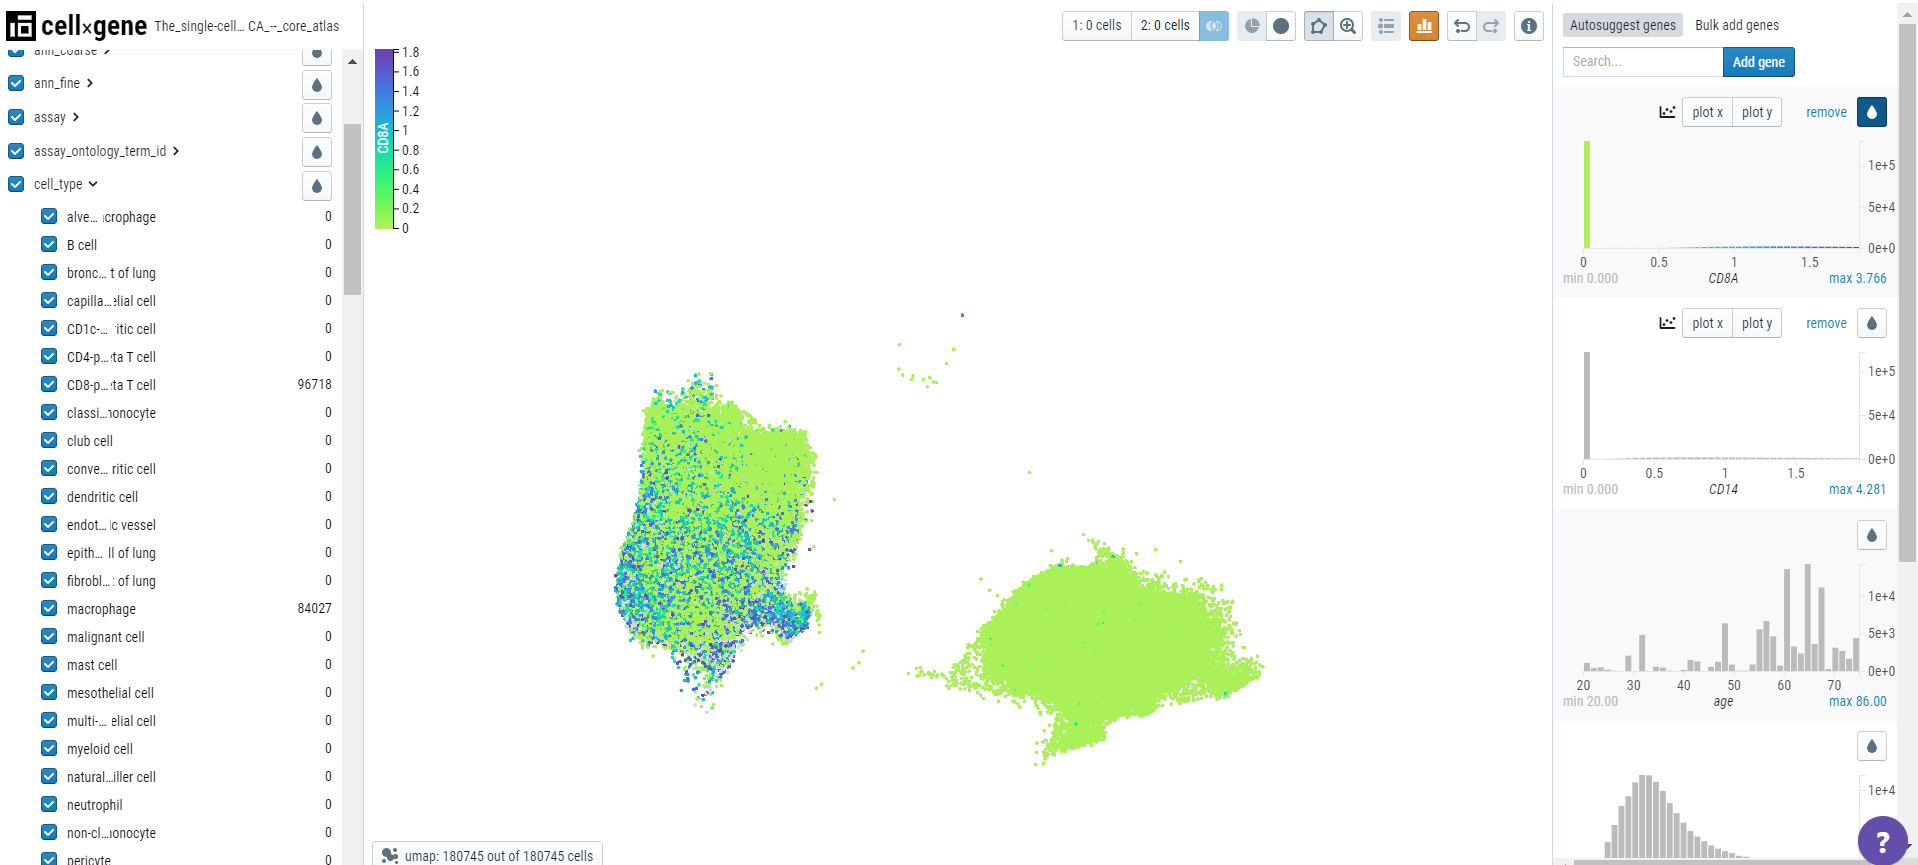 cell×gene The_single-cell... CA_--_core_atlas
ann_coarse
ann_fine
assay
assay_ontology_term_id
cell_type
alve... crophage 0
B cell 0
bronc... t of lung 0
capilla...elial cell 0
CD1c-... ritic cell 0
CD4-p...ta T cell 0
CD8-p...ta T cell 96718
classi...onocyte 0
club cell 0
conve... ritic cell 0
dendritic cell 0
endot... ic vessel 0
epith... ll of lung 0
fibrobl... : of lung 0
macrophage 84027
malignant cell 0
mast cell 0
mesothelial cell 0
multi-... elial cell 0
myeloid cell 0
natural...iller cell 0
neutrophil 0
non-cl...onocyte 0
pericyte 0
1.8
1.6
1.4
1.2
1
0.8
0.6
0.4
0.2
0
CD8A
1: 0 cells 2: 0 cells
umap: 180745 out of 180745 cells
Autosuggest genes Bulk add genes
Search... Add gene
plot x plot y remove
1e+5
5e+4
0e+0
0 0.5 1 1.5
min 0.000 CD8A max 3.766
plot x plot y remove
1e+5
5e+4
0e+0
0 0.5 1 1.5
min 0.000 CD14 max 4.281
1e+4
5e+3
0e+0
20 30 40 50 60 70
min 20.00 age max 86.00
1e+4
?